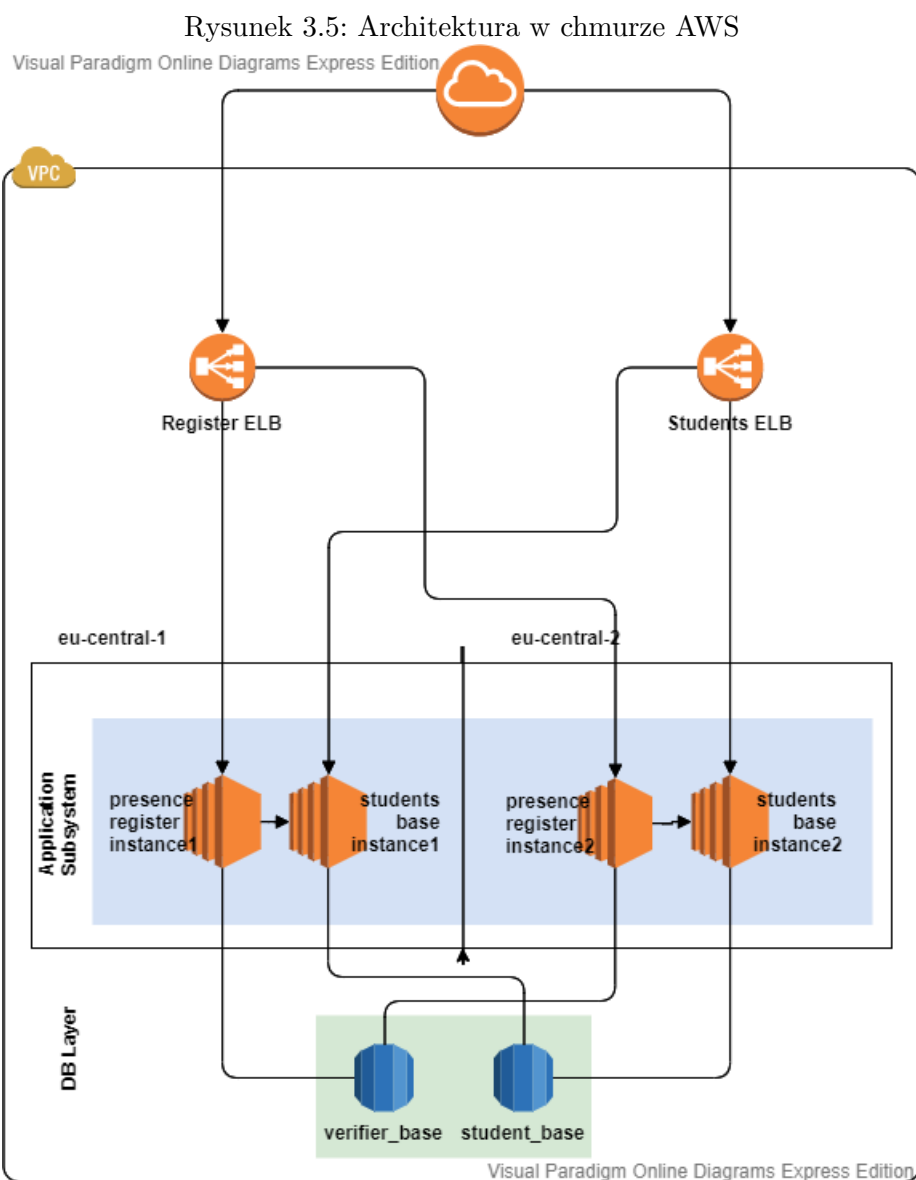 Rysunek 3.5: Architektura w chmurze AWS
Visual Paradigm Online Diagrams Express Edition
VPC
Register ELB
Students ELB
eu-central-1
eu-central-2
Application
Subsystem
presence
register
instance1
students
base
instance1
presence
register
instance2
students
base
instance2
DB Layer
verifier_base
student_base
Visual Paradigm Online Diagrams Express Edition